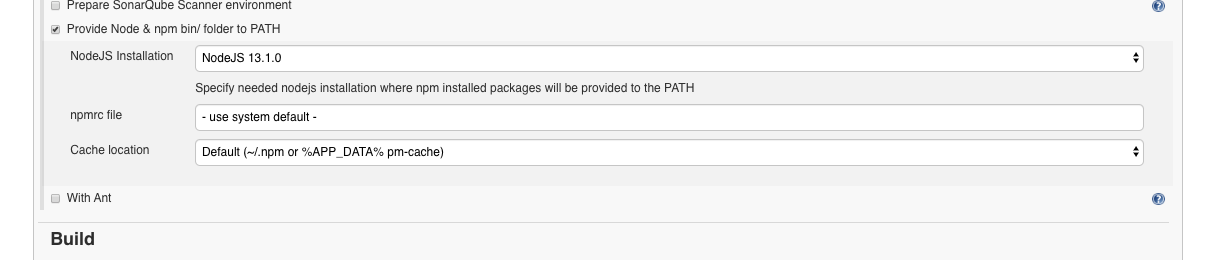 Prepare SonarQube Scanner environment
Provide Node & npm bin/ folder to PATH
NodeJS Installation
NodeJS 13.1.0
Specify needed nodejs installation where npm installed packages will be provided to the PATH
npmrc file
- use system default -
Cache location
Default (~/.npm or %APP_DATA% pm-cache)
With Ant
Build